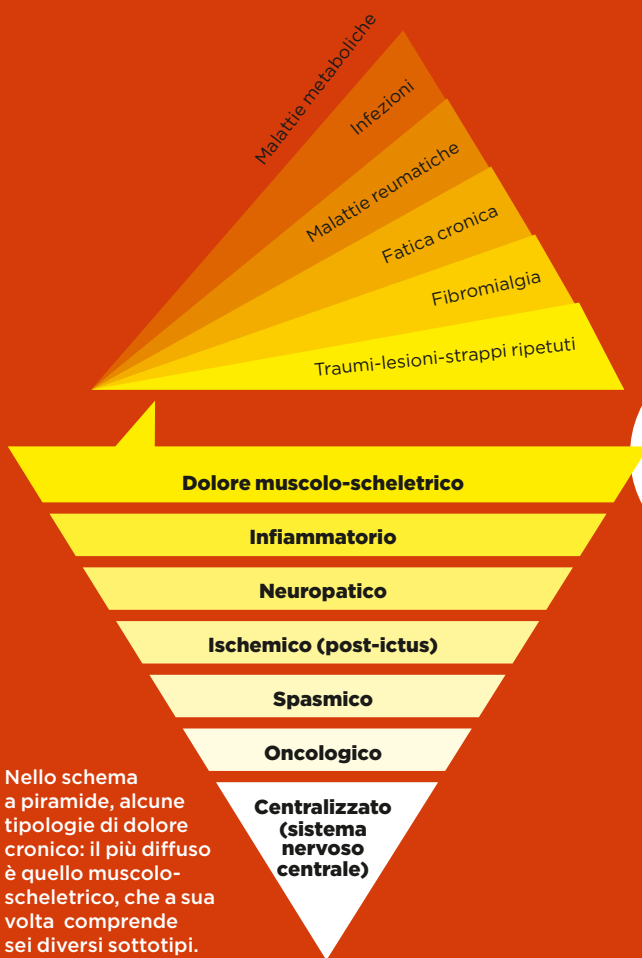 Malattie metaboliche
Infezioni
Malattie reumatiche
Fatica cronica
Fibromialgia
Traumi-lesioni-strappi ripetuti
Dolore muscolo-scheletrico
Infiammatorio
Neuropatico
Ischemico (post-ictus)
Spasmico
Oncologico
Centralizzato
(sistema
nervoso
centrale)
Nello schema
a piramide, alcune
tipologie di dolore
cronico: il più diffuso
è quello muscolo-
scheletrico, che a sua
volta comprende
sei diversi sottotipi.